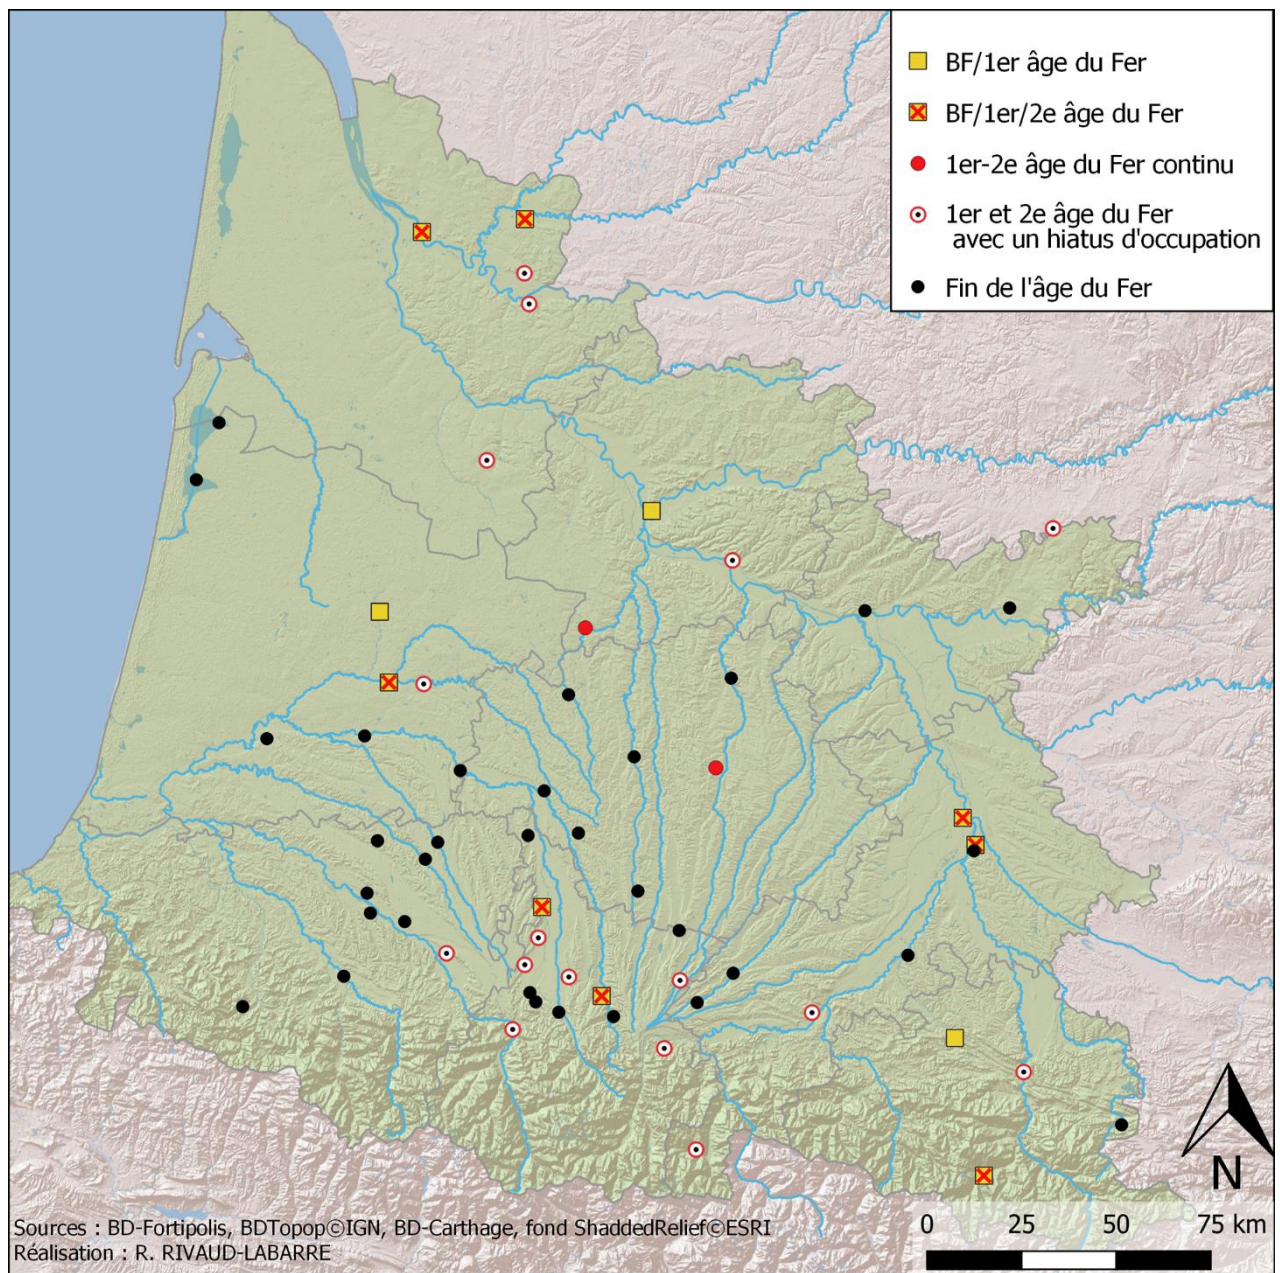 BF/1er âge du Fer
BF/1er/2e âge du Fer
1er-2e âge du Fer continu
1er et 2e âge du Fer
avec un hiatus d'occupation
Fin de l'âge du Fer
N
0 25 50 75 km
Sources : BD-Fortipolis, BDTopop©IGN, BD-Carthage, fond ShaddedRelief©ESRI
Réalisation : R. RIVAUD-LABARRE